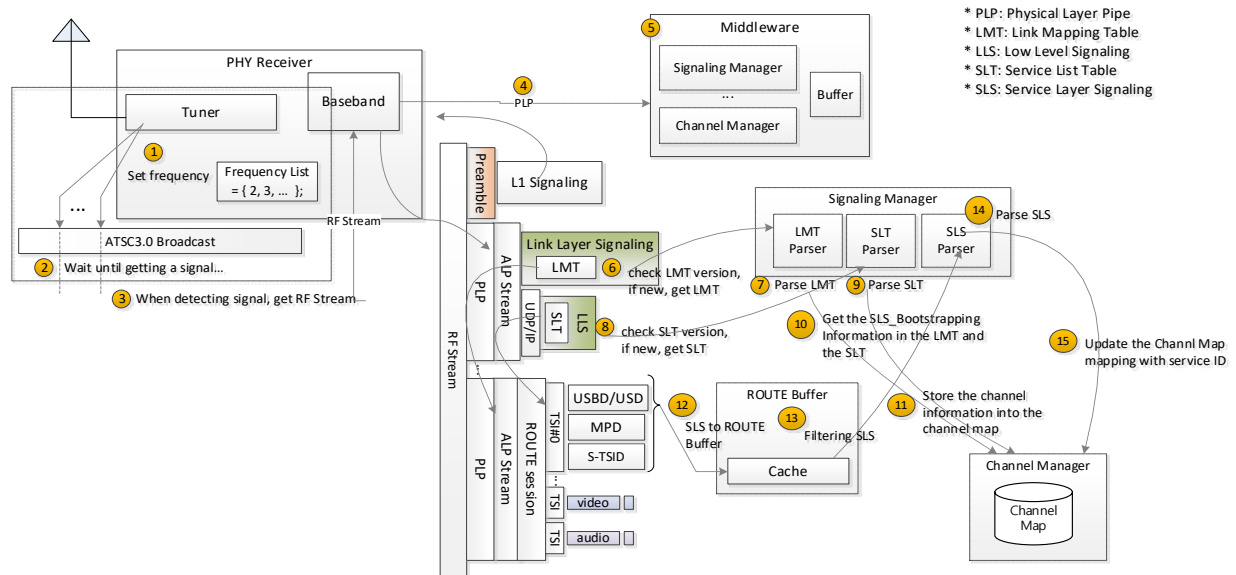 * PLP: Physical Layer Pipe
* LMT: Link Mapping Table
* LLS: Low Level Signaling
* SLT: Service List Table
* SLS: Service Layer Signaling
PHY Receiver
Tuner
Baseband
1
Set frequency
Frequency List
= { 2, 3, ... };
...
RF Stream
ATSC3.0 Broadcast
2 Wait until getting a signal...
3 When detecting signal, get RF Stream
4
PLP
5
Middleware
Signaling Manager
...
Channel Manager
Buffer
RF Stream
Preamble
L1 Signaling
PLP
ALP Stream
Link Layer Signaling
LMT
6
check LMT version,
if new, get LMT
UDP/IP
SLT
LLS
8
check SLT version,
if new, get SLT
...
PLP
ALP Stream
ROUTE session
TSI#0
USBD/USD
MPD
S-TSID
...
TSI
video
TSI
audio
12
SLS to ROUTE
Buffer
ROUTE Buffer
13
Filtering SLS
Cache
Signaling Manager
LMT
Parser
SLT
Parser
SLS
Parser
14
Parse SLS
7 Parse LMT
9 Parse SLT
10
Get the SLS_Bootstrapping
Information in the LMT and
the SLT
11
Store the channel
information into the
channel map
15
Update the Channl Map
mapping with service ID
Channel Manager
Channel
Map